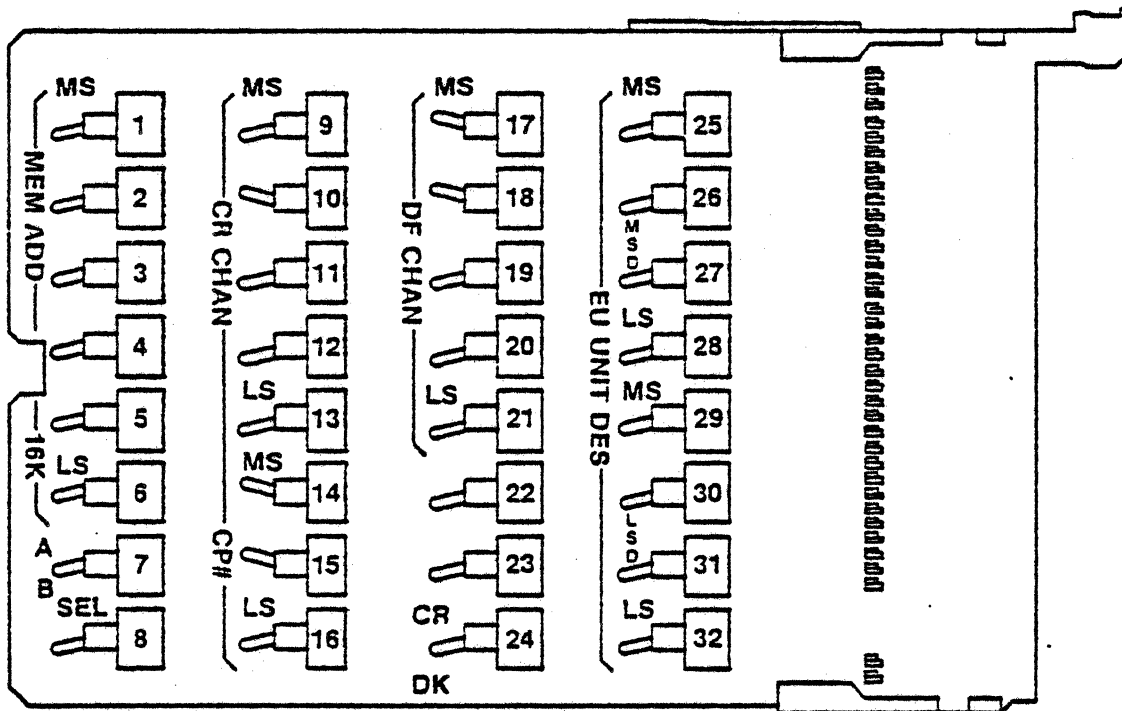 MS MS MS MS
1 9 17 25
2 10 18 26
MEM ADD
CR CHAN
DF CHAN
MSD
3 11 19 27
LS
4 12 20 28
EU UNIT DES
LS LS MS
5 13 21 29
16K
LS MS
6 14 22 30
LSD
A
7 15 23 31
B
CP#
SEL LS CR LS
8 16 24 32
DK